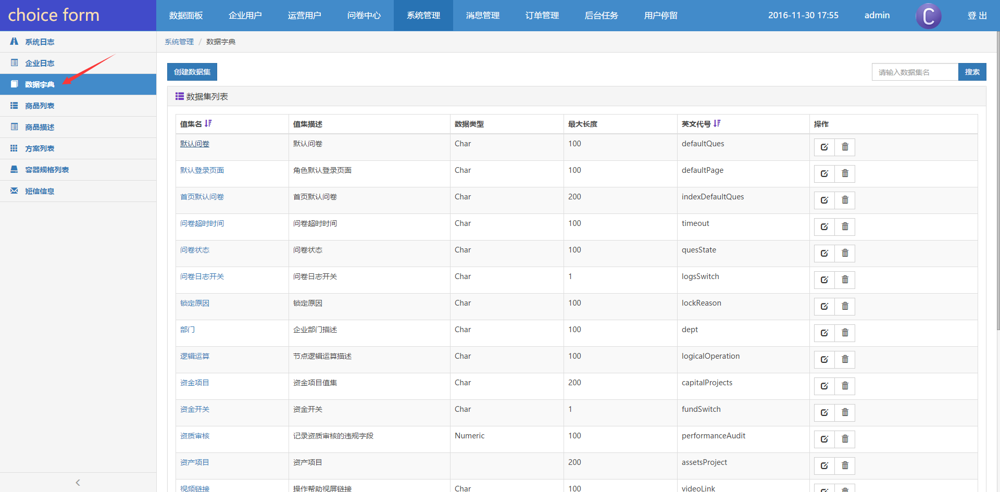 choice form
数据面板 企业用户 运营用户 问卷中心 系统管理 消息管理 订单管理 后台任务 用户停留 2016-11-30 17:55 admin C 登 出
系统日志
企业日志
数据字典
商品列表
商品描述
方案列表
容器规格列表
短信信息
系统管理 / 数据字典
创建数据集 请输入数据集名 搜索
数据集列表
值集名 值集描述 数据类型 最大长度 英文代号 操作
默认问卷 默认问卷 Char 100 defaultQues
默认登录页面 角色默认登录页面 Char 100 defaultPage
首页默认问卷 首页默认问卷 Char 200 indexDefaultQues
问卷超时时间 问卷超时时间 Char 100 timeout
问卷状态 问卷状态 Char 100 quesState
问卷日志开关 问卷日志开关 Char 1 logsSwitch
锁定原因 锁定原因 Char 100 lockReason
部门 企业部门描述 Char 100 dept
逻辑运算 节点逻辑运算描述 Char 100 logicalOperation
资金项目 资金项目值集 Char 200 capitalProjects
资金开关 资金开关 Char 1 fundSwitch
资质审核 记录资质审核的违规字段 Numeric 100 performanceAudit
资产项目 资产项目 200 assetsProject
视频链接 操作帮助视屏链接 Char 100 videoLink